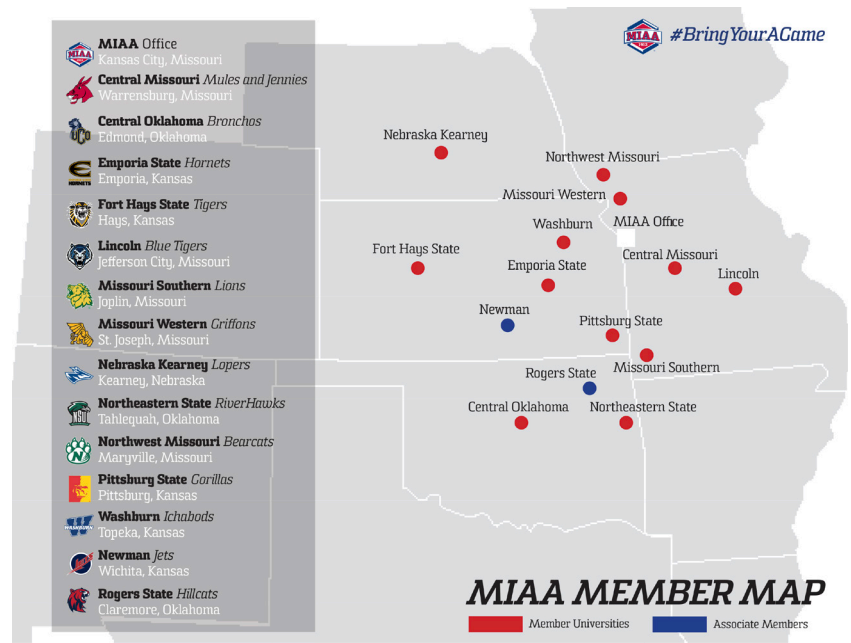 MIAA
#BringYourAGame
MIAA Office
Kansas City, Missouri
Central Missouri Mules and Jennies
Warrensburg, Missouri
Central Oklahoma Bronchos
Edmond, Oklahoma
Emporia State Hornets
Emporia, Kansas
Fort Hays State Tigers
Hays, Kansas
Lincoln Blue Tigers
Jefferson City, Missouri
Missouri Southern Lions
Joplin, Missouri
Missouri Western Griffons
St. Joseph, Missouri
Nebraska Kearney Lopers
Kearney, Nebraska
Northeastern State RiverHawks
Tahlequah, Oklahoma
Northwest Missouri Bearcats
Maryville, Missouri
Pittsburg State Gorillas
Pittsburg, Kansas
Washburn Ichabods
Topeka, Kansas
Newman Jets
Wichita, Kansas
Rogers State Hillcats
Claremore, Oklahoma
MIAA
UCO
E
HORNETS
NSU
N
W
WASHBURN
Nebraska Kearney
Northwest Missouri
Missouri Western
Washburn
MIAA Office
Fort Hays State
Central Missouri
Emporia State
Lincoln
Newman
Pittsburg State
Missouri Southern
Rogers State
Central Oklahoma
Northeastern State
MIAA MEMBER MAP
Member Universities
Associate Members